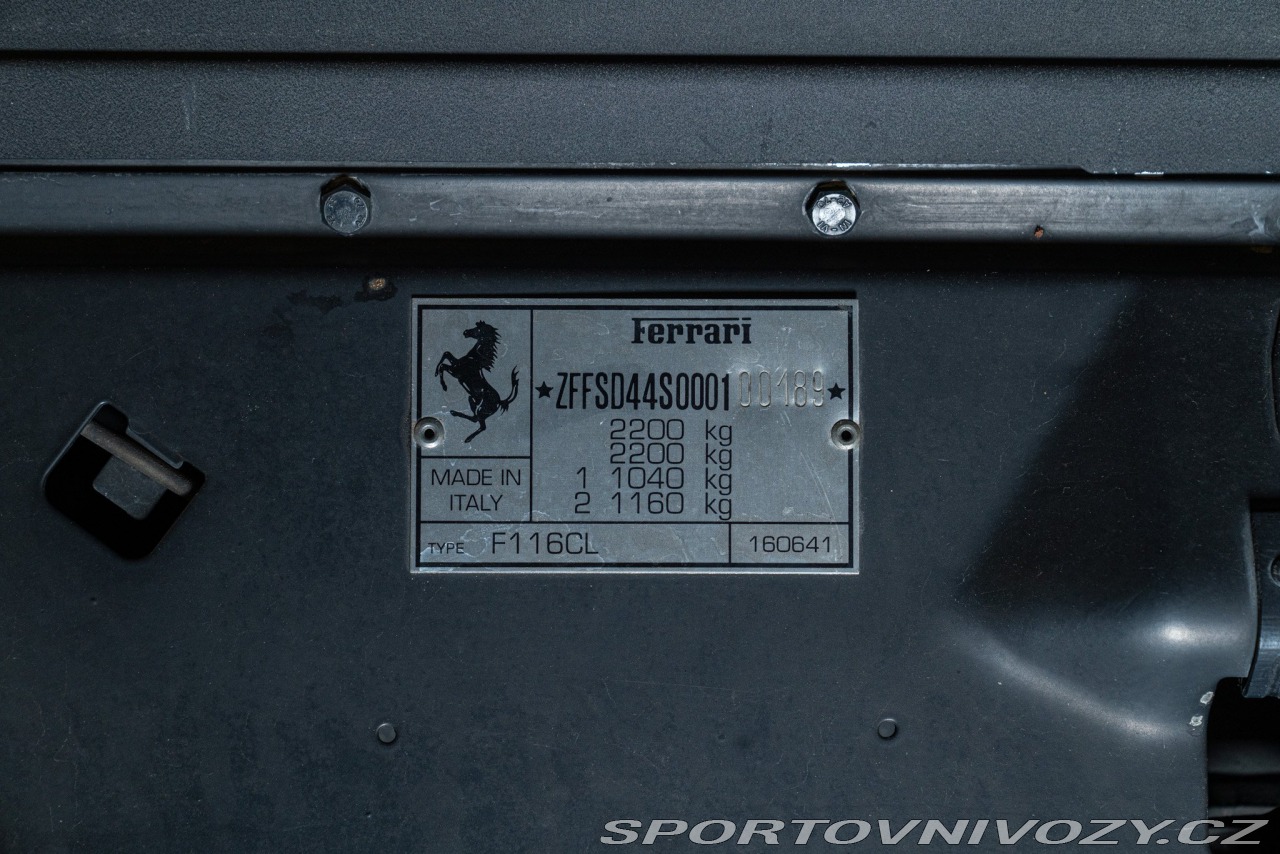 Ferrari
★ZFFSD44S000100189★
2200 kg
2200 kg
1 1040 kg
2 1160 kg
MADE IN
ITALY
TYPE F116CL
160641
SPORTOVNIVOZY.CZ